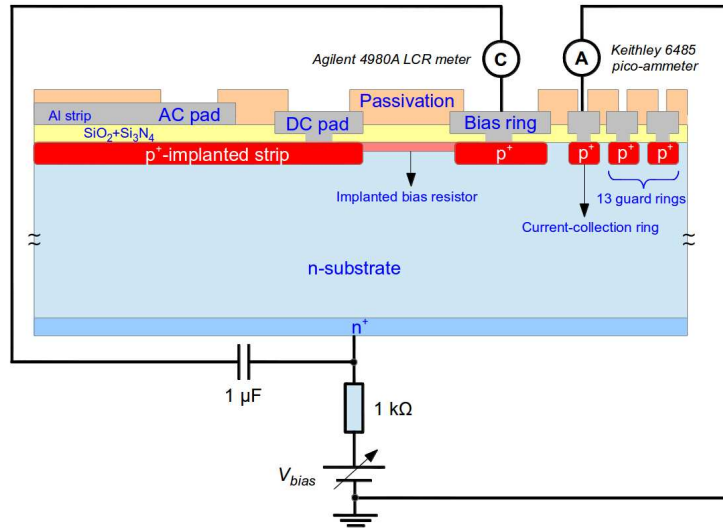 Agilent 4980A LCR meter
C
A
Keithley 6485
pico-ammeter
Al strip
AC pad
Passivation
DC pad
Bias ring
SiO₂+Si₃N₄
p⁺-implanted strip
p⁺
p⁺
p⁺
p⁺
Implanted bias resistor
13 guard rings
Current-collection ring
≈
≈
n-substrate
n⁺
1 µF
1 kΩ
V_bias